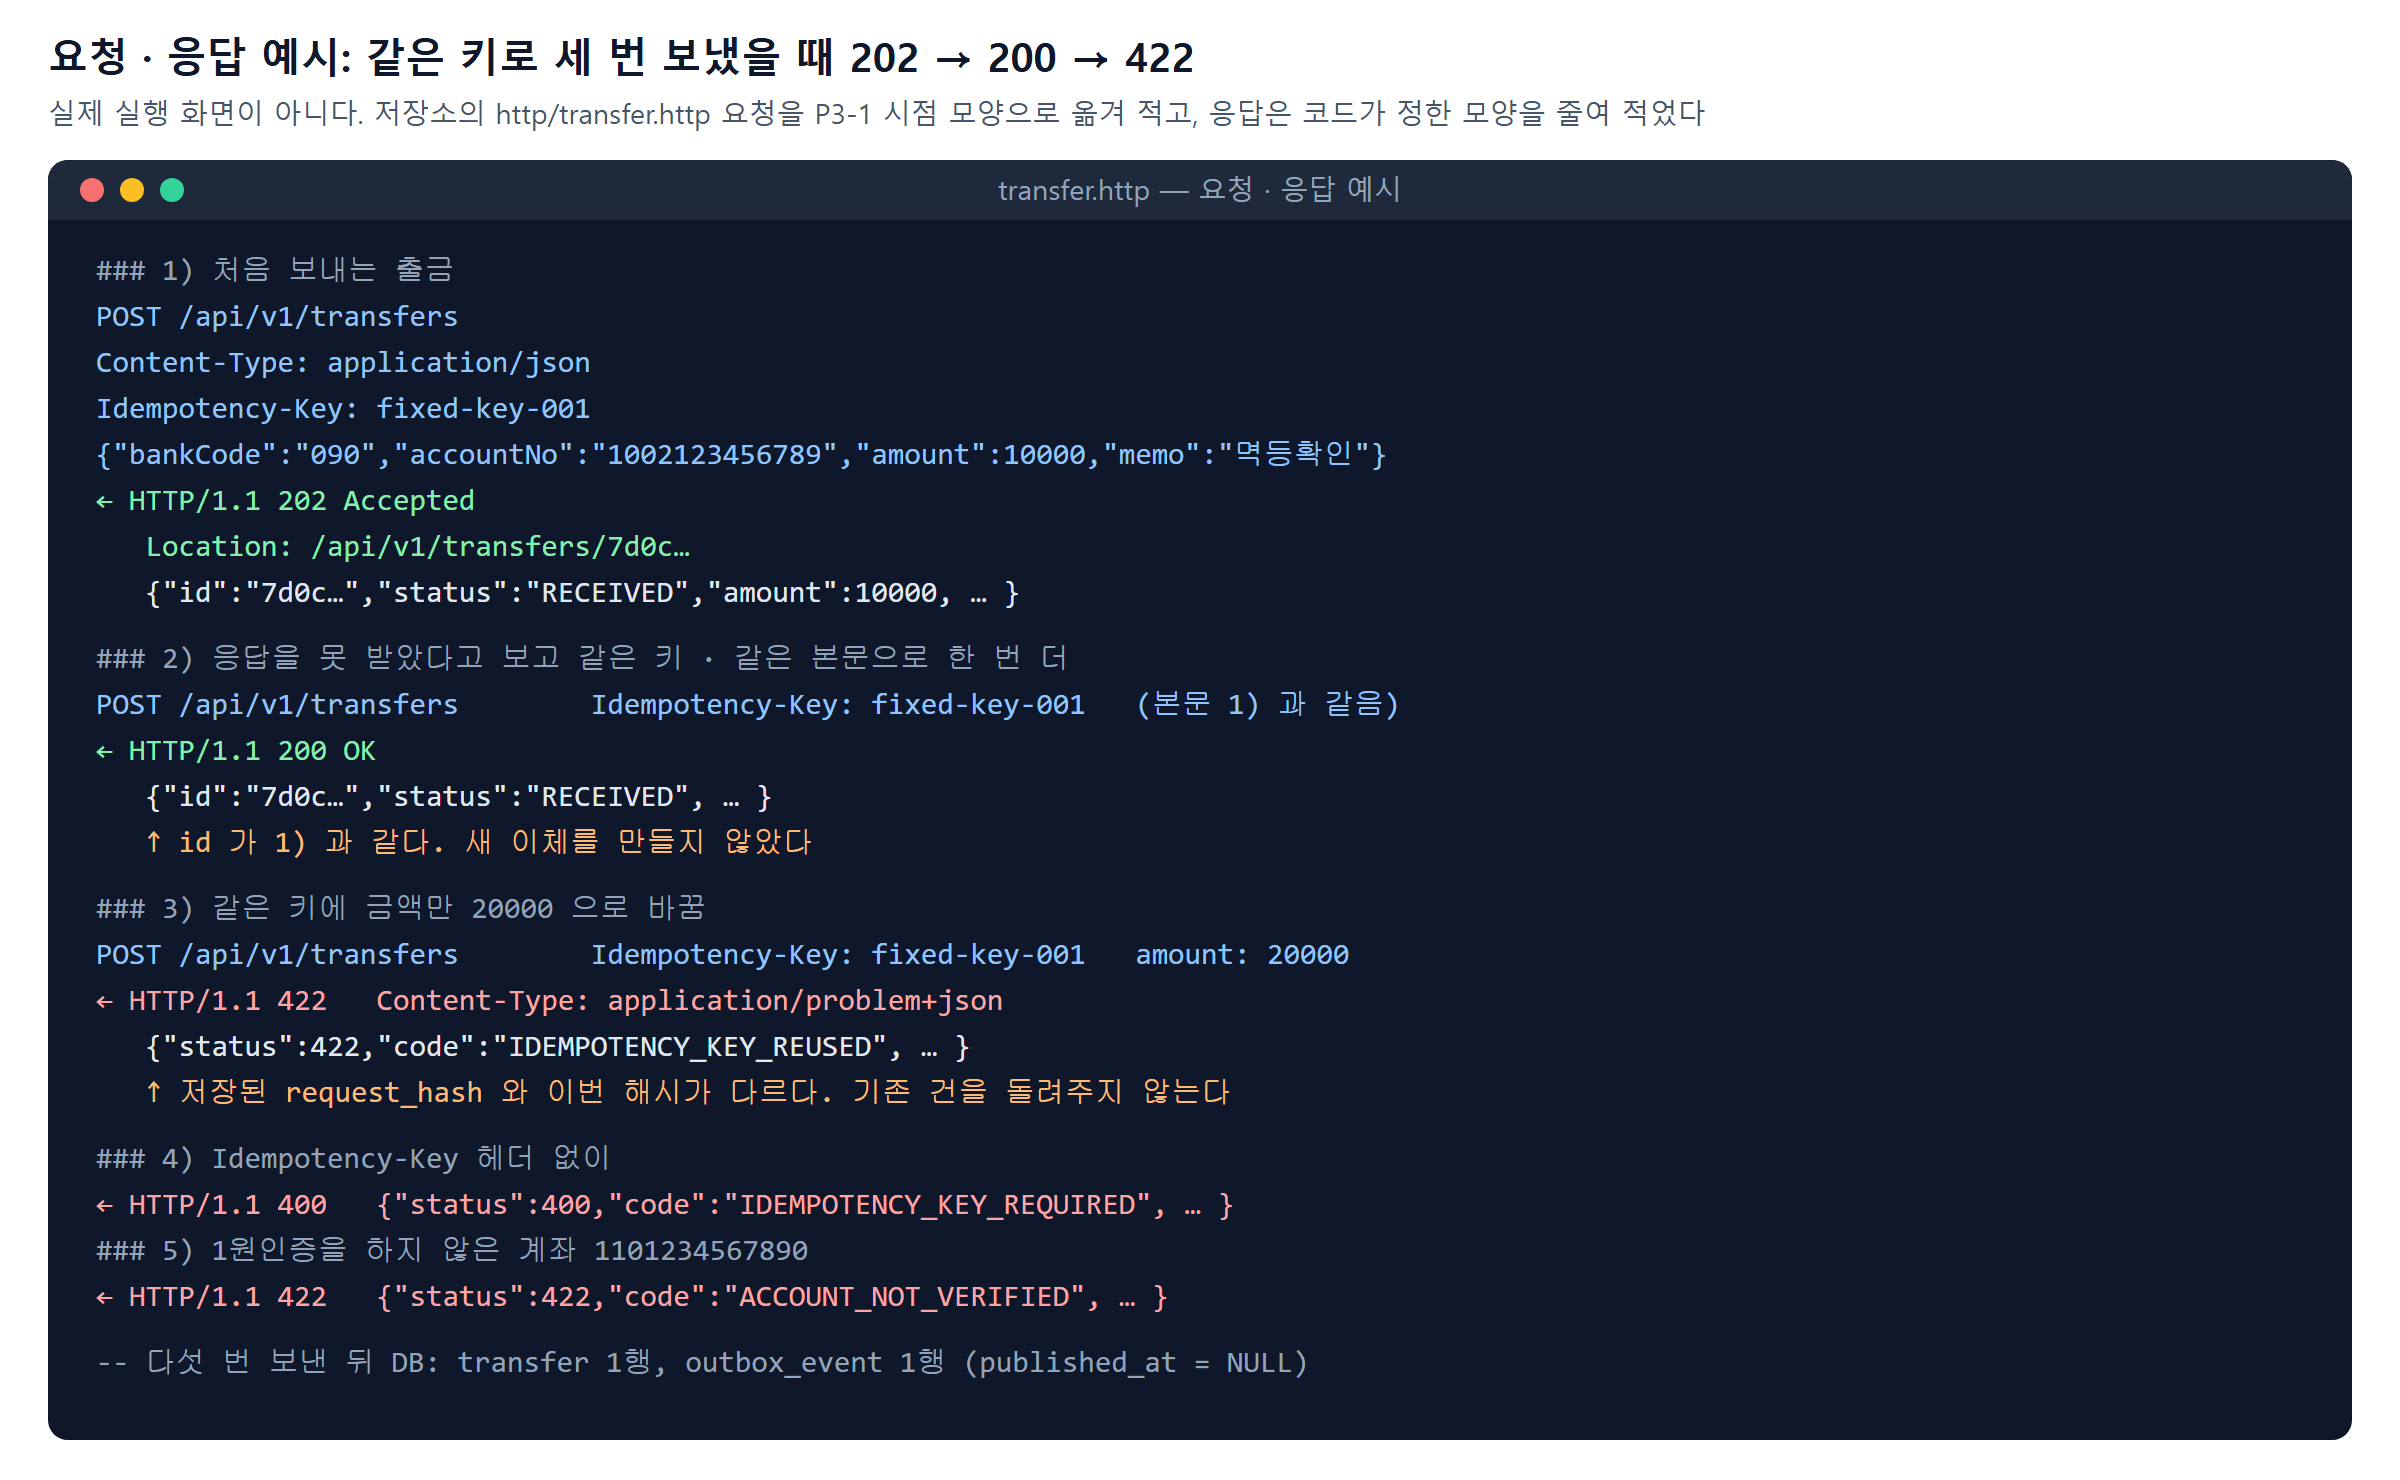 요청 · 응답 예시: 같은 키로 세 번 보냈을 때 202 → 200 → 422
실제 실행 화면이 아니다. 저장소의 http/transfer.http 요청을 P3-1 시점 모양으로 옮겨 적고, 응답은 코드가 정한 모양을 줄여 적었다
transfer.http — 요청 · 응답 예시
### 1) 처음 보내는 출금
POST /api/v1/transfers
Content-Type: application/json
Idempotency-Key: fixed-key-001
{"bankCode":"090","accountNo":"1002123456789","amount":10000,"memo":"멱등확인"}
← HTTP/1.1 202 Accepted
Location: /api/v1/transfers/7d0c…
{"id":"7d0c…","status":"RECEIVED","amount":10000, … }
### 2) 응답을 못 받았다고 보고 같은 키 · 같은 본문으로 한 번 더
POST /api/v1/transfers Idempotency-Key: fixed-key-001 (본문 1) 과 같음)
← HTTP/1.1 200 OK
{"id":"7d0c…","status":"RECEIVED", … }
↑ id 가 1) 과 같다. 새 이체를 만들지 않았다
### 3) 같은 키에 금액만 20000 으로 바꿈
POST /api/v1/transfers Idempotency-Key: fixed-key-001 amount: 20000
← HTTP/1.1 422 Content-Type: application/problem+json
{"status":422,"code":"IDEMPOTENCY_KEY_REUSED", … }
↑ 저장된 request_hash 와 이번 해시가 다르다. 기존 건을 돌려주지 않는다
### 4) Idempotency-Key 헤더 없이
← HTTP/1.1 400 {"status":400,"code":"IDEMPOTENCY_KEY_REQUIRED", … }
### 5) 1원인증을 하지 않은 계좌 1101234567890
← HTTP/1.1 422 {"status":422,"code":"ACCOUNT_NOT_VERIFIED", … }
-- 다섯 번 보낸 뒤 DB: transfer 1행, outbox_event 1행 (published_at = NULL)